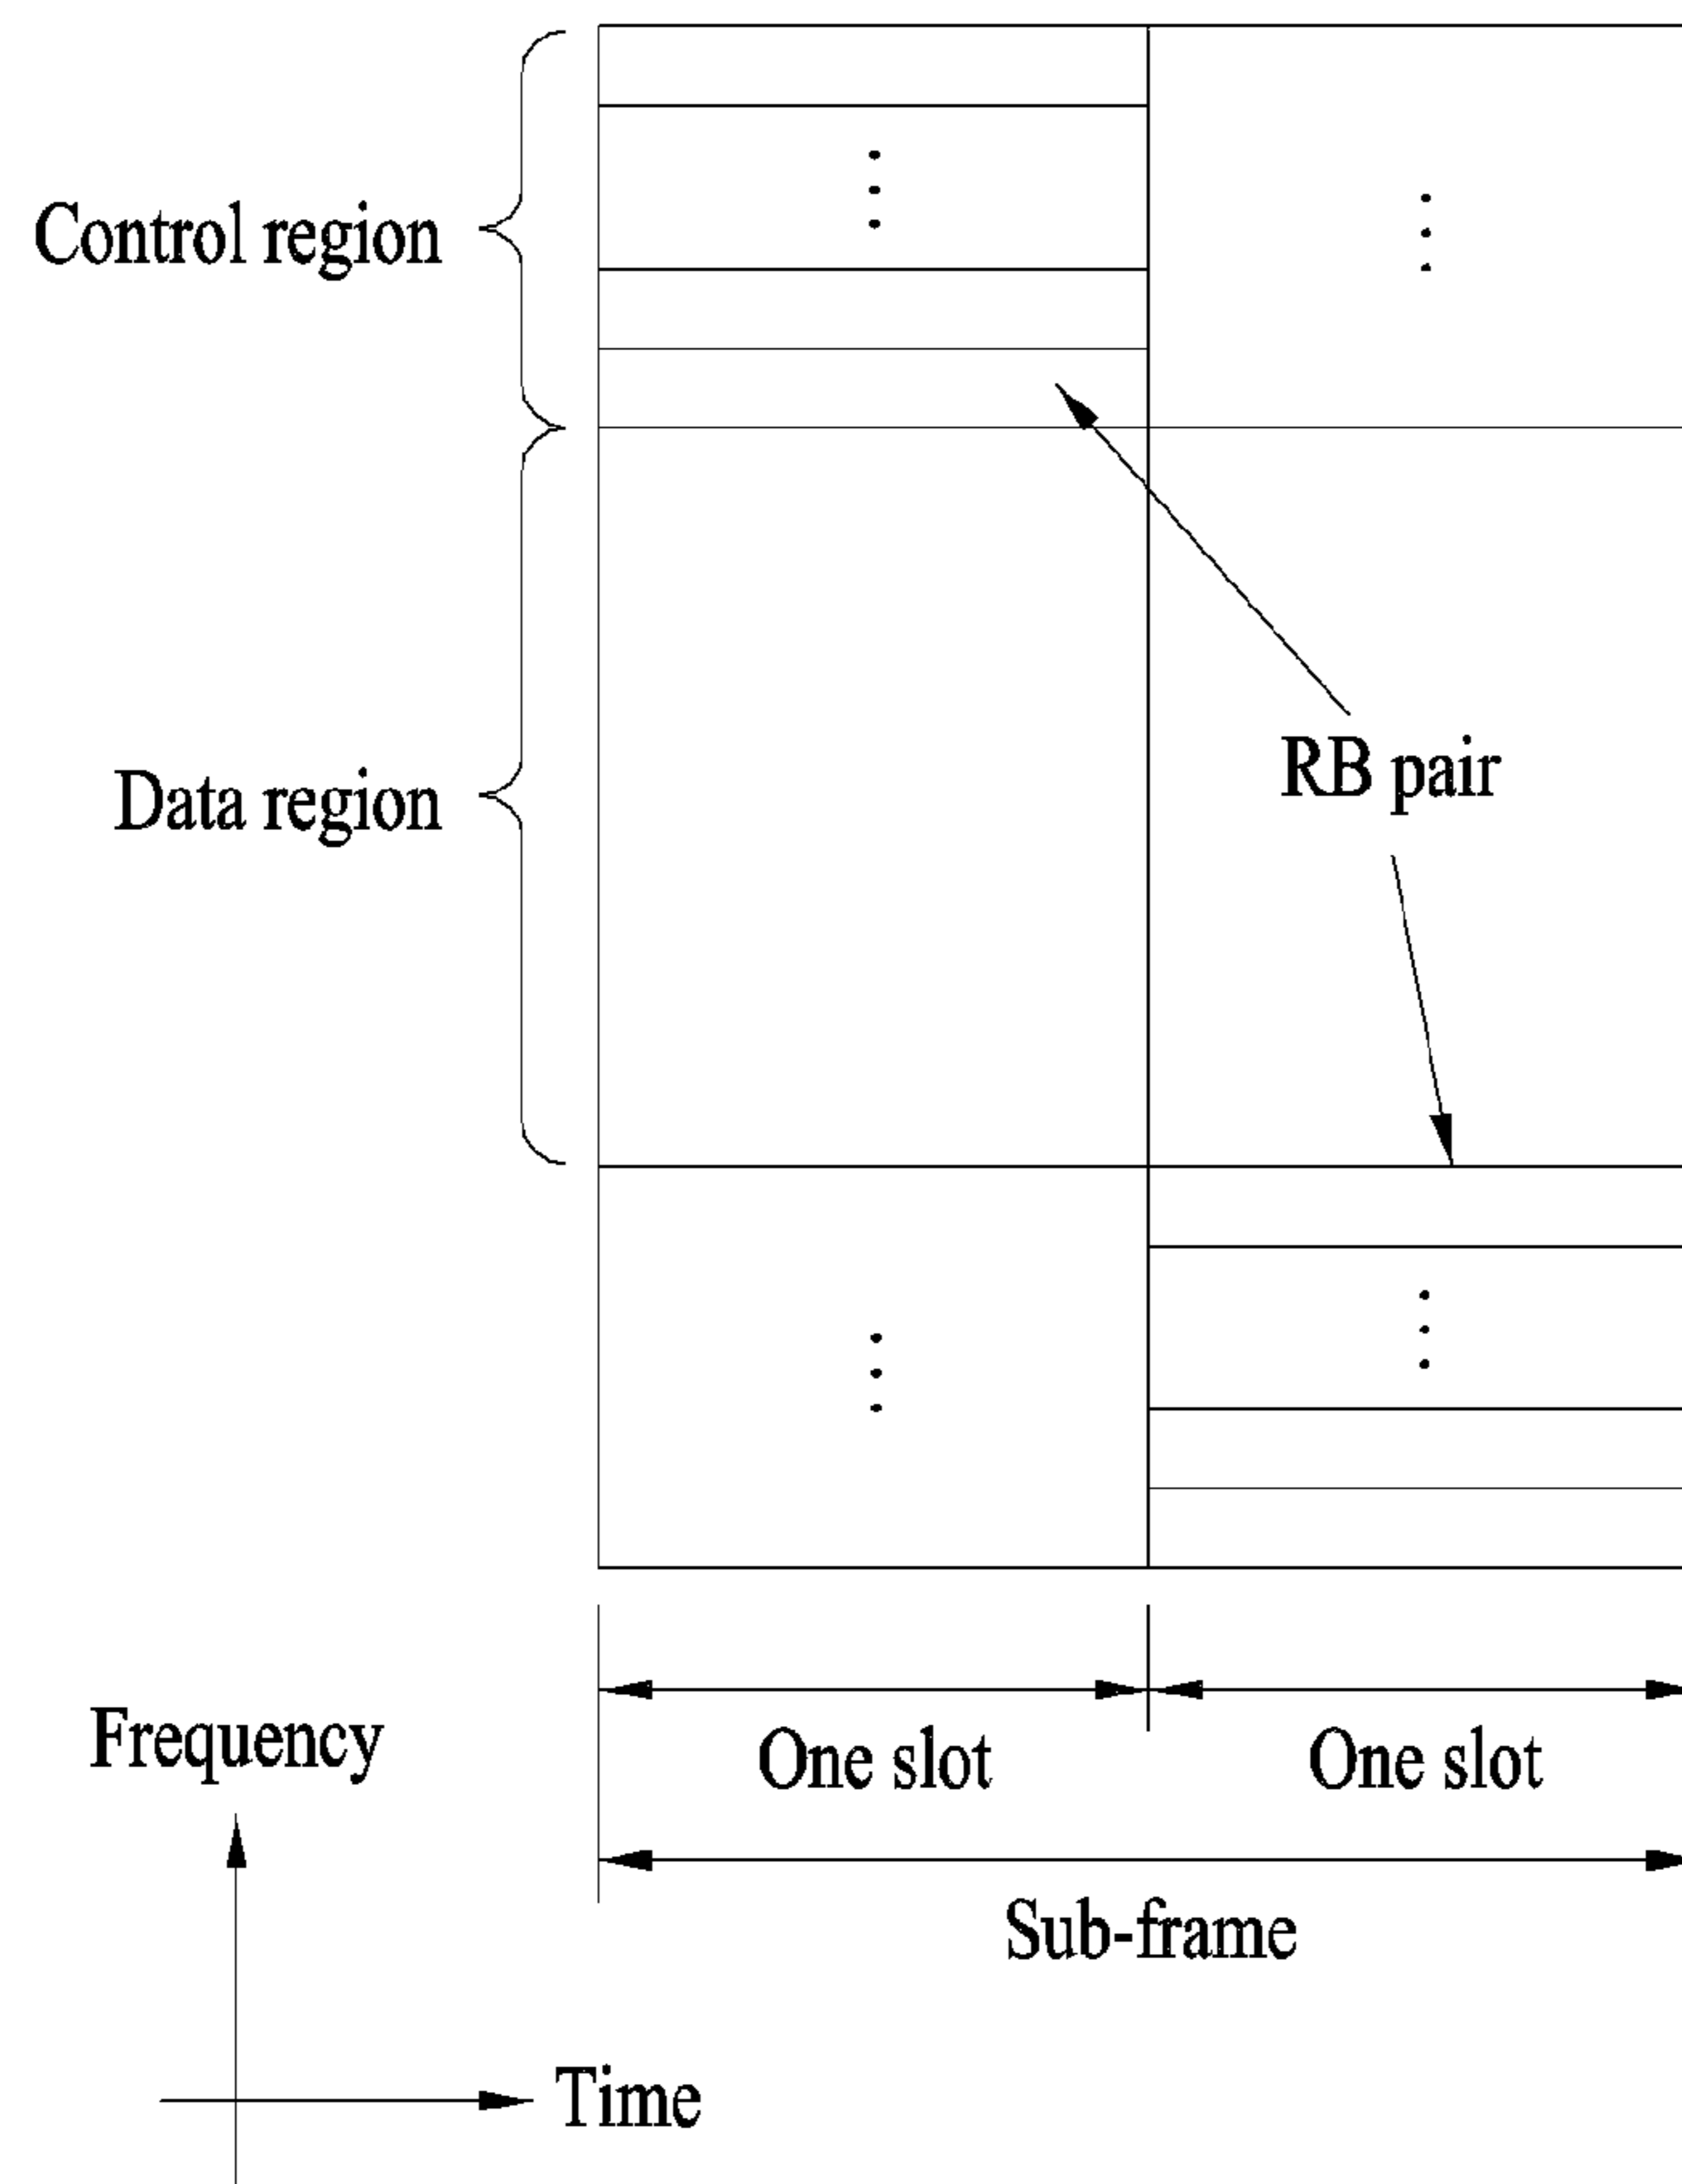 Control region
Data region
RB pair
One slot
One slot
Sub-frame
Frequency
Time